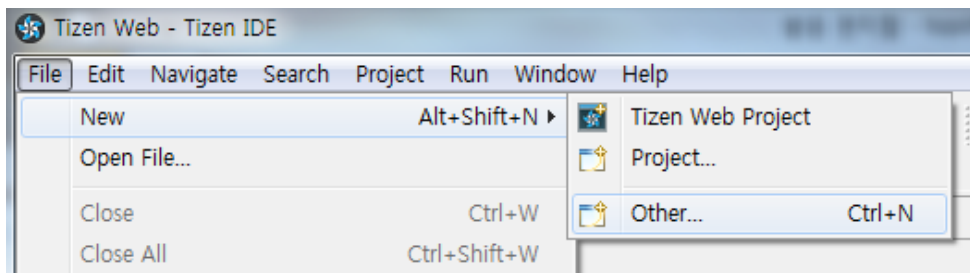 Tizen Web - Tizen IDE
File Edit Navigate Search Project Run Window Help
New Alt+Shift+N
Tizen Web Project
Open File...
Project...
Close Ctrl+W
Other... Ctrl+N
Close All Ctrl+Shift+W